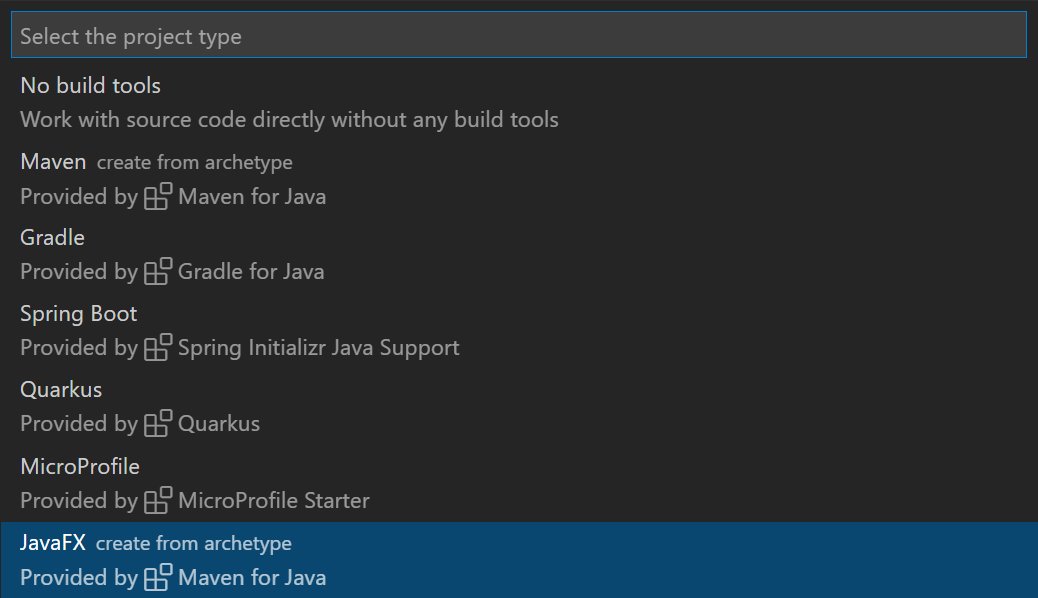 Select the project type
No build tools
Work with source code directly without any build tools
Maven create from archetype
Provided by Maven for Java
Gradle
Provided by Gradle for Java
Spring Boot
Provided by Spring Initializr Java Support
Quarkus
Provided by Quarkus
MicroProfile
Provided by MicroProfile Starter
JavaFX create from archetype
Provided by Maven for Java